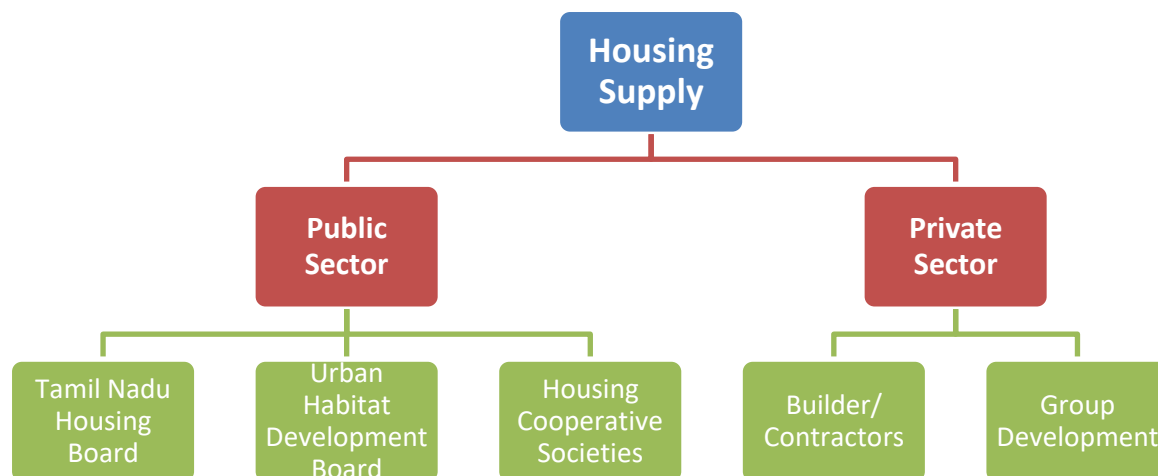 Housing
Supply
Public
Sector
Private
Sector
Tamil Nadu
Housing
Board
Urban
Habitat
Development
Board
Housing
Cooperative
Societies
Builder/
Contractors
Group
Development